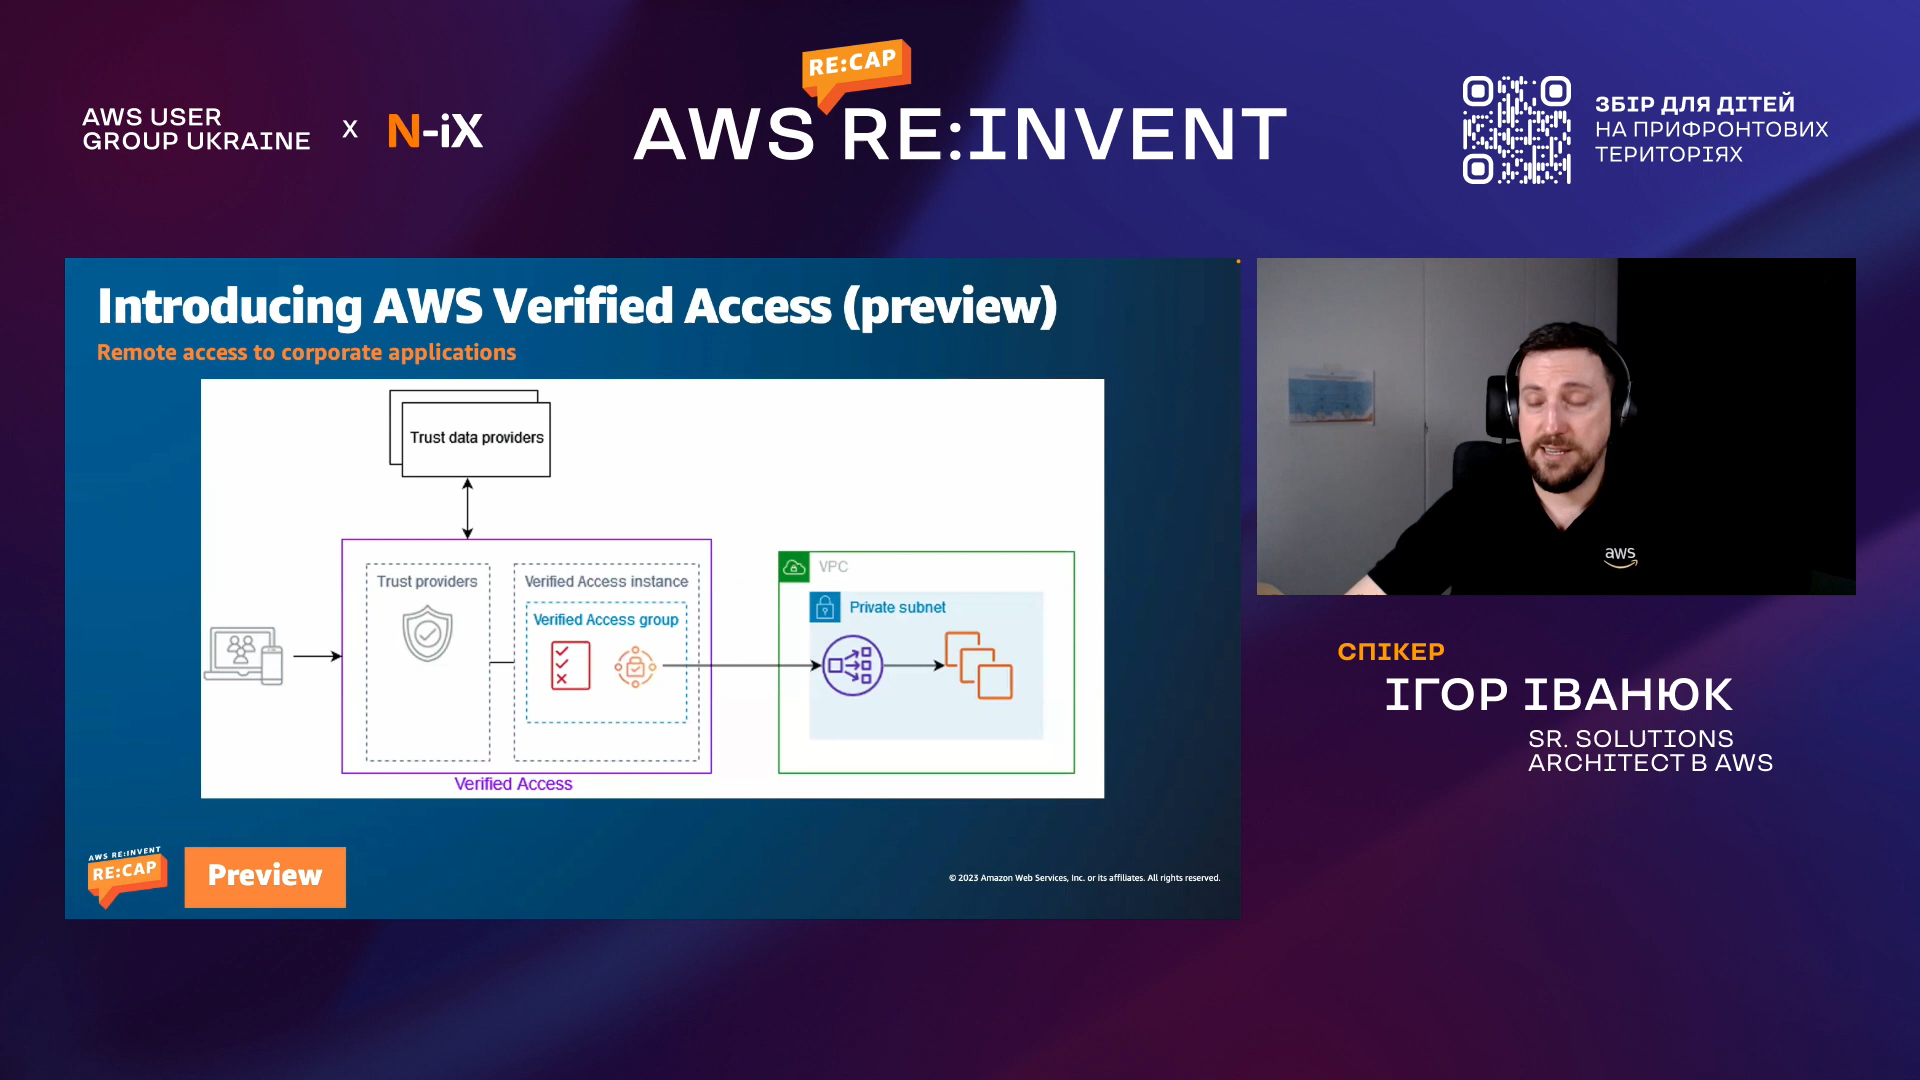 AWS USER
GROUP UKRAINE
X
N-iX
RE:CAP
AWS RE:INVENT
ЗБІР ДЛЯ ДІТЕЙ
НА ПРИФРОНТОВИХ
ТЕРИТОРІЯХ
Introducing AWS Verified Access (preview)
Remote access to corporate applications
Trust data providers
Trust providers
Verified Access instance
Verified Access group
Verified Access
VPC
Private subnet
AWS RE:INVENT
RE:CAP
Preview
© 2023 Amazon Web Services, Inc. or its affiliates. All rights reserved.
aws
СПІКЕР
ІГОР ІВАНЮК
SR. SOLUTIONS
ARCHITECT В AWS